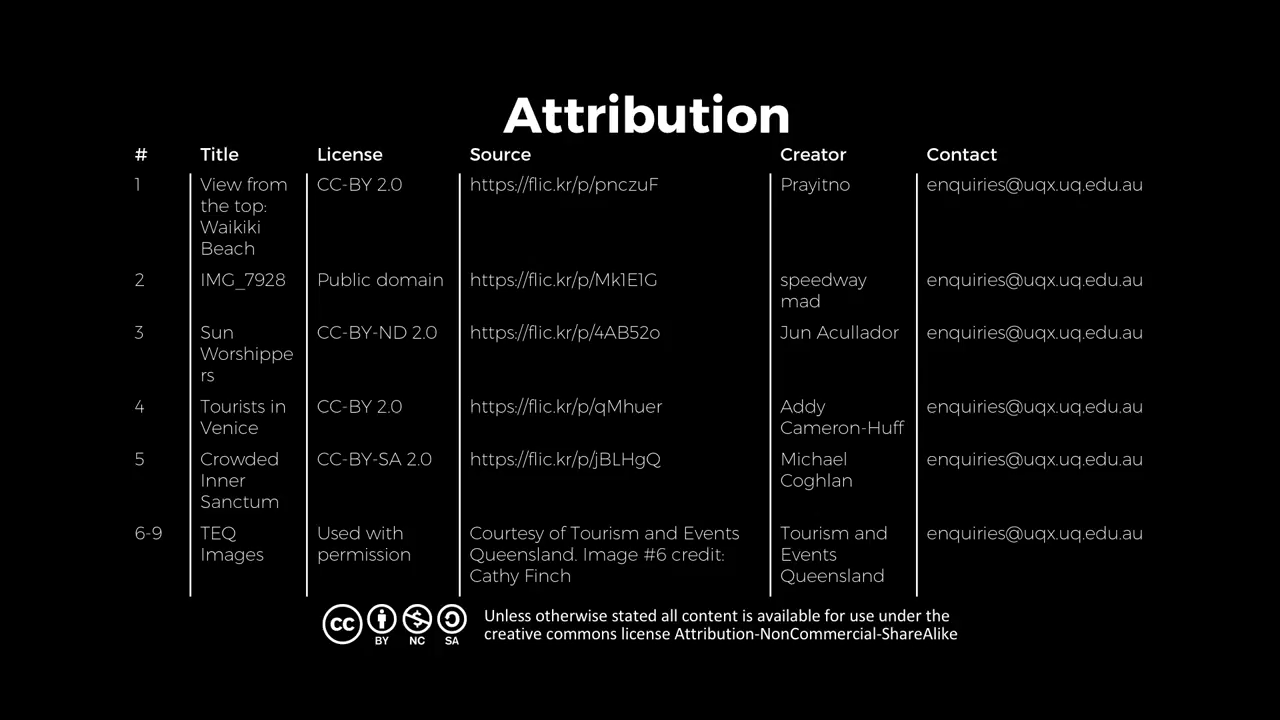 Attribution
# Title License Source Creator Contact
1 View from CC-BY 2.0 https://flic.kr/p/pnczuF Prayitno enquiries@uqx.uq.edu.au
the top:
Waikiki
Beach
2 IMG_7928 Public domain https://flic.kr/p/Mk1E1G speedway enquiries@uqx.uq.edu.au
mad
3 Sun CC-BY-ND 2.0 https://flic.kr/p/4AB52o Jun Acullador enquiries@uqx.uq.edu.au
Worshippe
rs
4 Tourists in CC-BY 2.0 https://flic.kr/p/qMhuer Addy enquiries@uqx.uq.edu.au
Venice Cameron-Huff
5 Crowded CC-BY-SA 2.0 https://flic.kr/p/jBLHgQ Michael enquiries@uqx.uq.edu.au
Inner Coghlan
Sanctum
6-9 TEQ Used with Courtesy of Tourism and Events Tourism and enquiries@uqx.uq.edu.au
Images permission Queensland. Image #6 credit: Events
Cathy Finch Queensland
cc BY NC SA
Unless otherwise stated all content is available for use under the
creative commons license Attribution-NonCommercial-ShareAlike